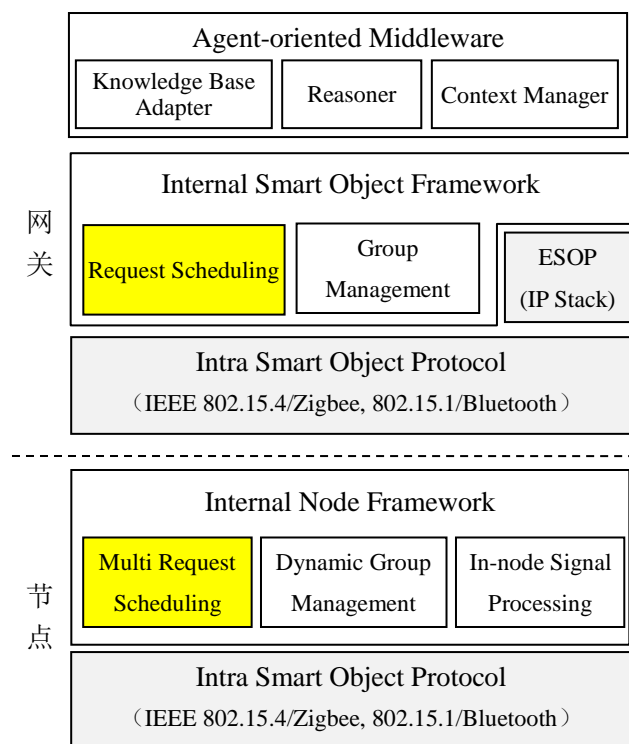 Agent-oriented Middleware
Knowledge Base
Adapter
Reasoner
Context Manager
网
关
Internal Smart Object Framework
Request Scheduling
Group
Management
ESOP
(IP Stack)
Intra Smart Object Protocol
（IEEE 802.15.4/Zigbee, 802.15.1/Bluetooth）
节
点
Internal Node Framework
Multi Request
Scheduling
Dynamic Group
Management
In-node Signal
Processing
Intra Smart Object Protocol
（IEEE 802.15.4/Zigbee, 802.15.1/Bluetooth）